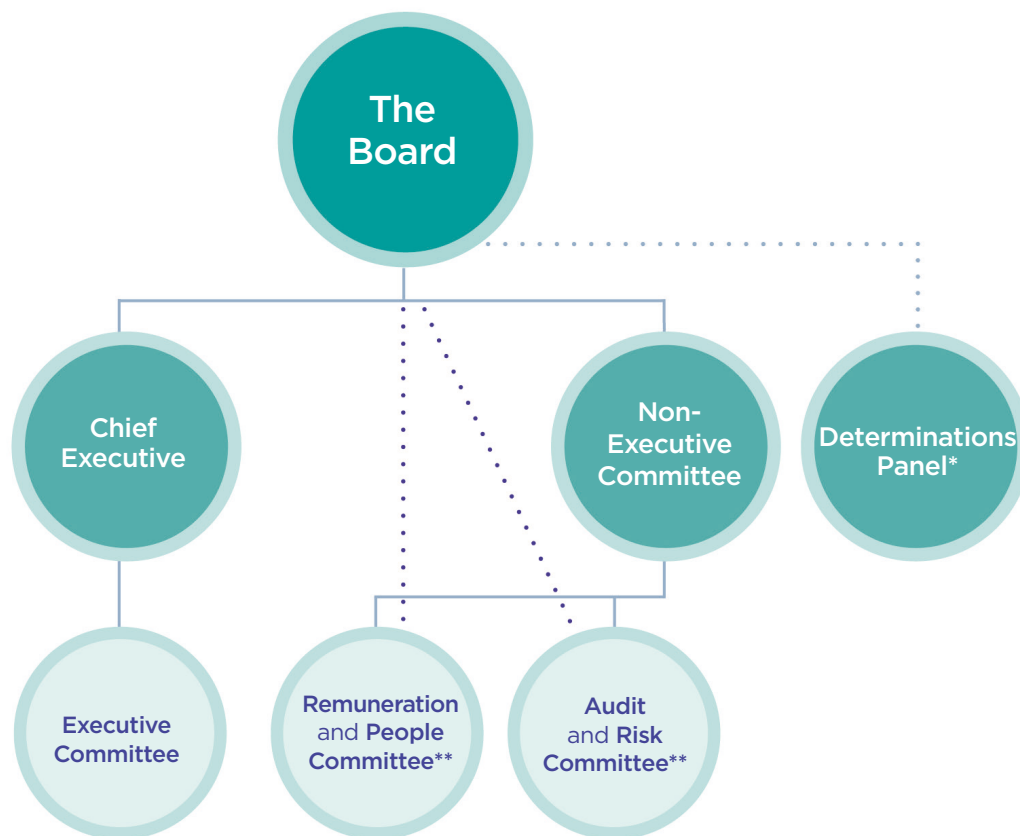 The
Board
Chief
Executive
Non-
Executive
Committee
Determinations
Panel*
Executive
Committee
Remuneration
and People
Committee**
Audit
and Risk
Committee**